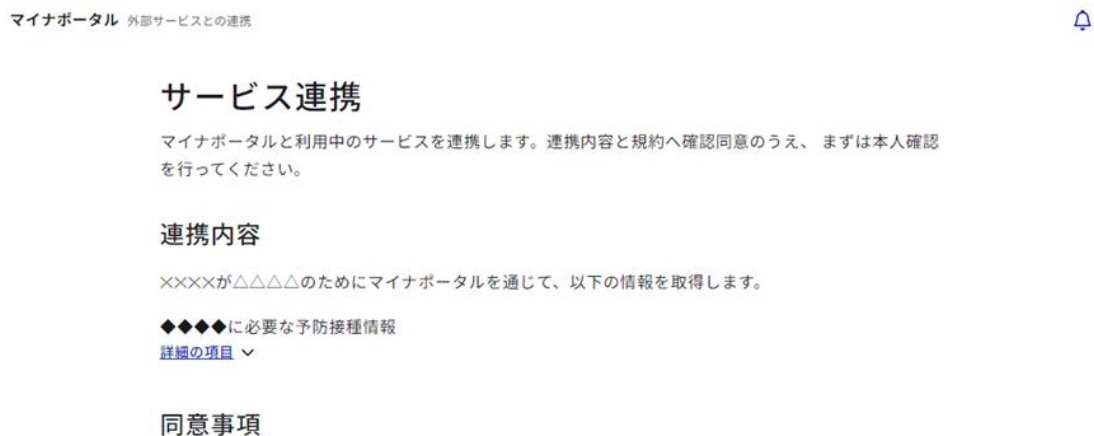 マイナポータル 外部サービスとの連携
サービス連携
マイナポータルと利用中のサービスを連携します。連携内容と規約へ確認同意のうえ、 まずは本人確認
を行ってください。
連携内容
××××が△△△△のためにマイナポータルを通じて、以下の情報を取得します。
◆◆◆◆に必要な予防接種情報
詳細の項目
同意事項